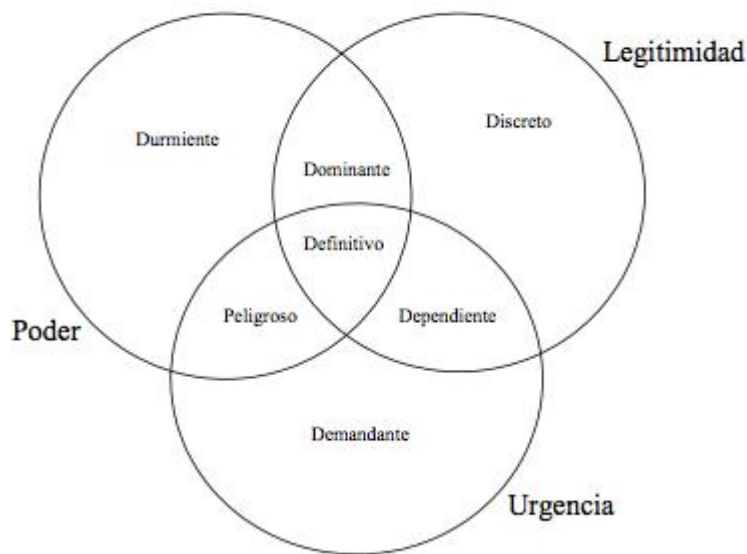 Legitimidad
Discreto
Durmiente
Dominante
Definitivo
Peligroso
Dependiente
Poder
Demandante
Urgencia